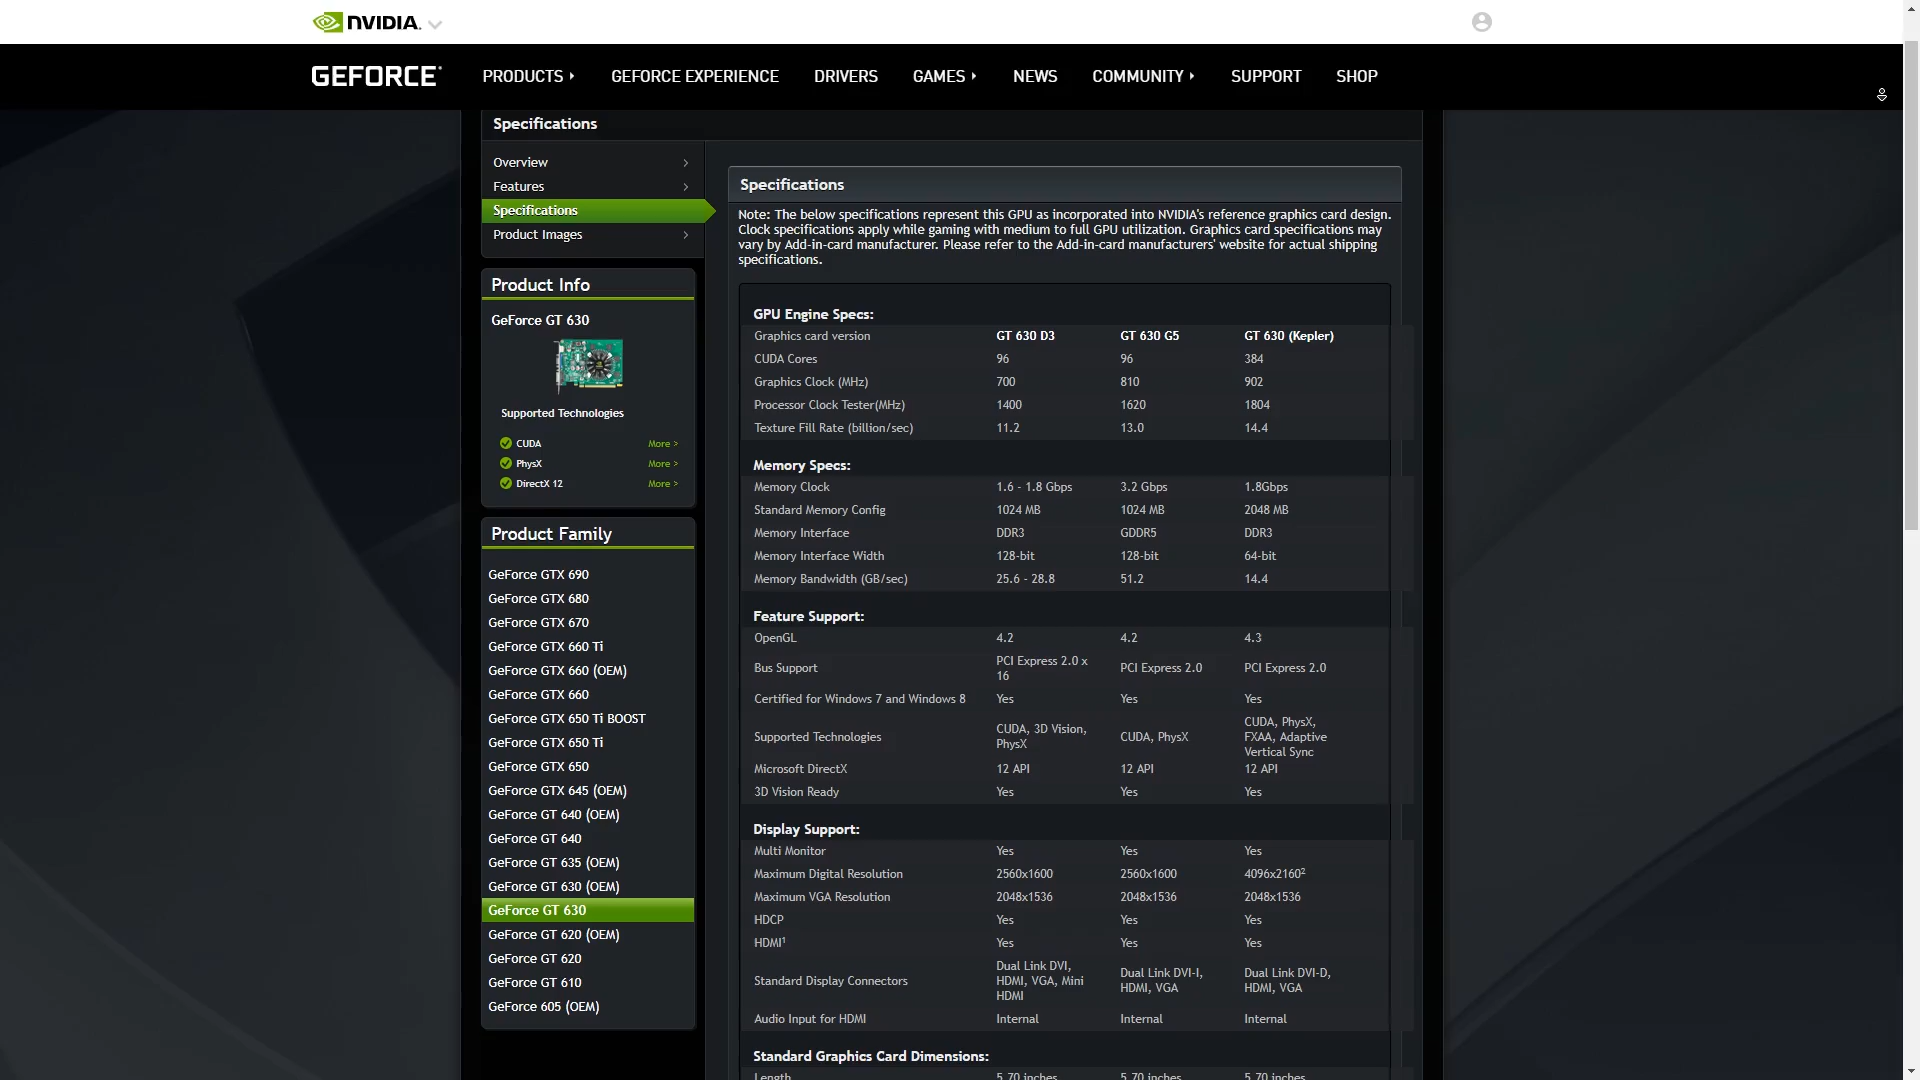 NVIDIA.
GEFORCE
PRODUCTS
GEFORCE EXPERIENCE
DRIVERS
GAMES
NEWS
COMMUNITY
SUPPORT
SHOP
Specifications
Overview
Features
Specifications
Product Images
Product Info
GeForce GT 630
Supported Technologies
CUDA More >
PhysX More >
DirectX 12 More >
Product Family
GeForce GTX 690
GeForce GTX 680
GeForce GTX 670
GeForce GTX 660 Ti
GeForce GTX 660 (OEM)
GeForce GTX 660
GeForce GTX 650 Ti BOOST
GeForce GTX 650 Ti
GeForce GTX 650
GeForce GTX 645 (OEM)
GeForce GT 640 (OEM)
GeForce GT 640
GeForce GT 635 (OEM)
GeForce GT 630 (OEM)
GeForce GT 630
GeForce GT 620 (OEM)
GeForce GT 620
GeForce GT 610
GeForce 605 (OEM)
Specifications
Note: The below specifications represent this GPU as incorporated into NVIDIA's reference graphics card design.
Clock specifications apply while gaming with medium to full GPU utilization. Graphics card specifications may
vary by Add-in-card manufacturer. Please refer to the Add-in-card manufacturers' website for actual shipping
specifications.
GPU Engine Specs:
Graphics card version GT 630 D3 GT 630 G5 GT 630 (Kepler)
CUDA Cores 96 96 384
Graphics Clock (MHz) 700 810 902
Processor Clock Tester(MHz) 1400 1620 1804
Texture Fill Rate (billion/sec) 11.2 13.0 14.4
Memory Specs:
Memory Clock 1.6 - 1.8 Gbps 3.2 Gbps 1.8Gbps
Standard Memory Config 1024 MB 1024 MB 2048 MB
Memory Interface DDR3 GDDR5 DDR3
Memory Interface Width 128-bit 128-bit 64-bit
Memory Bandwidth (GB/sec) 25.6 - 28.8 51.2 14.4
Feature Support:
OpenGL 4.2 4.2 4.3
Bus Support PCI Express 2.0 x
16 PCI Express 2.0 PCI Express 2.0
Certified for Windows 7 and Windows 8 Yes Yes Yes
Supported Technologies CUDA, 3D Vision,
PhysX CUDA, PhysX CUDA, PhysX,
FXAA, Adaptive
Vertical Sync
Microsoft DirectX 12 API 12 API 12 API
3D Vision Ready Yes Yes Yes
Display Support:
Multi Monitor Yes Yes Yes
Maximum Digital Resolution 2560x1600 2560x1600 4096x2160²
Maximum VGA Resolution 2048x1536 2048x1536 2048x1536
HDCP Yes Yes Yes
HDMI¹ Yes Yes Yes
Standard Display Connectors Dual Link DVI,
HDMI, VGA, Mini
HDMI Dual Link DVI-I,
HDMI, VGA Dual Link DVI-D,
HDMI, VGA
Audio Input for HDMI Internal Internal Internal
Standard Graphics Card Dimensions:
Length 5.70 inches 5.70 inches 5.70 inches